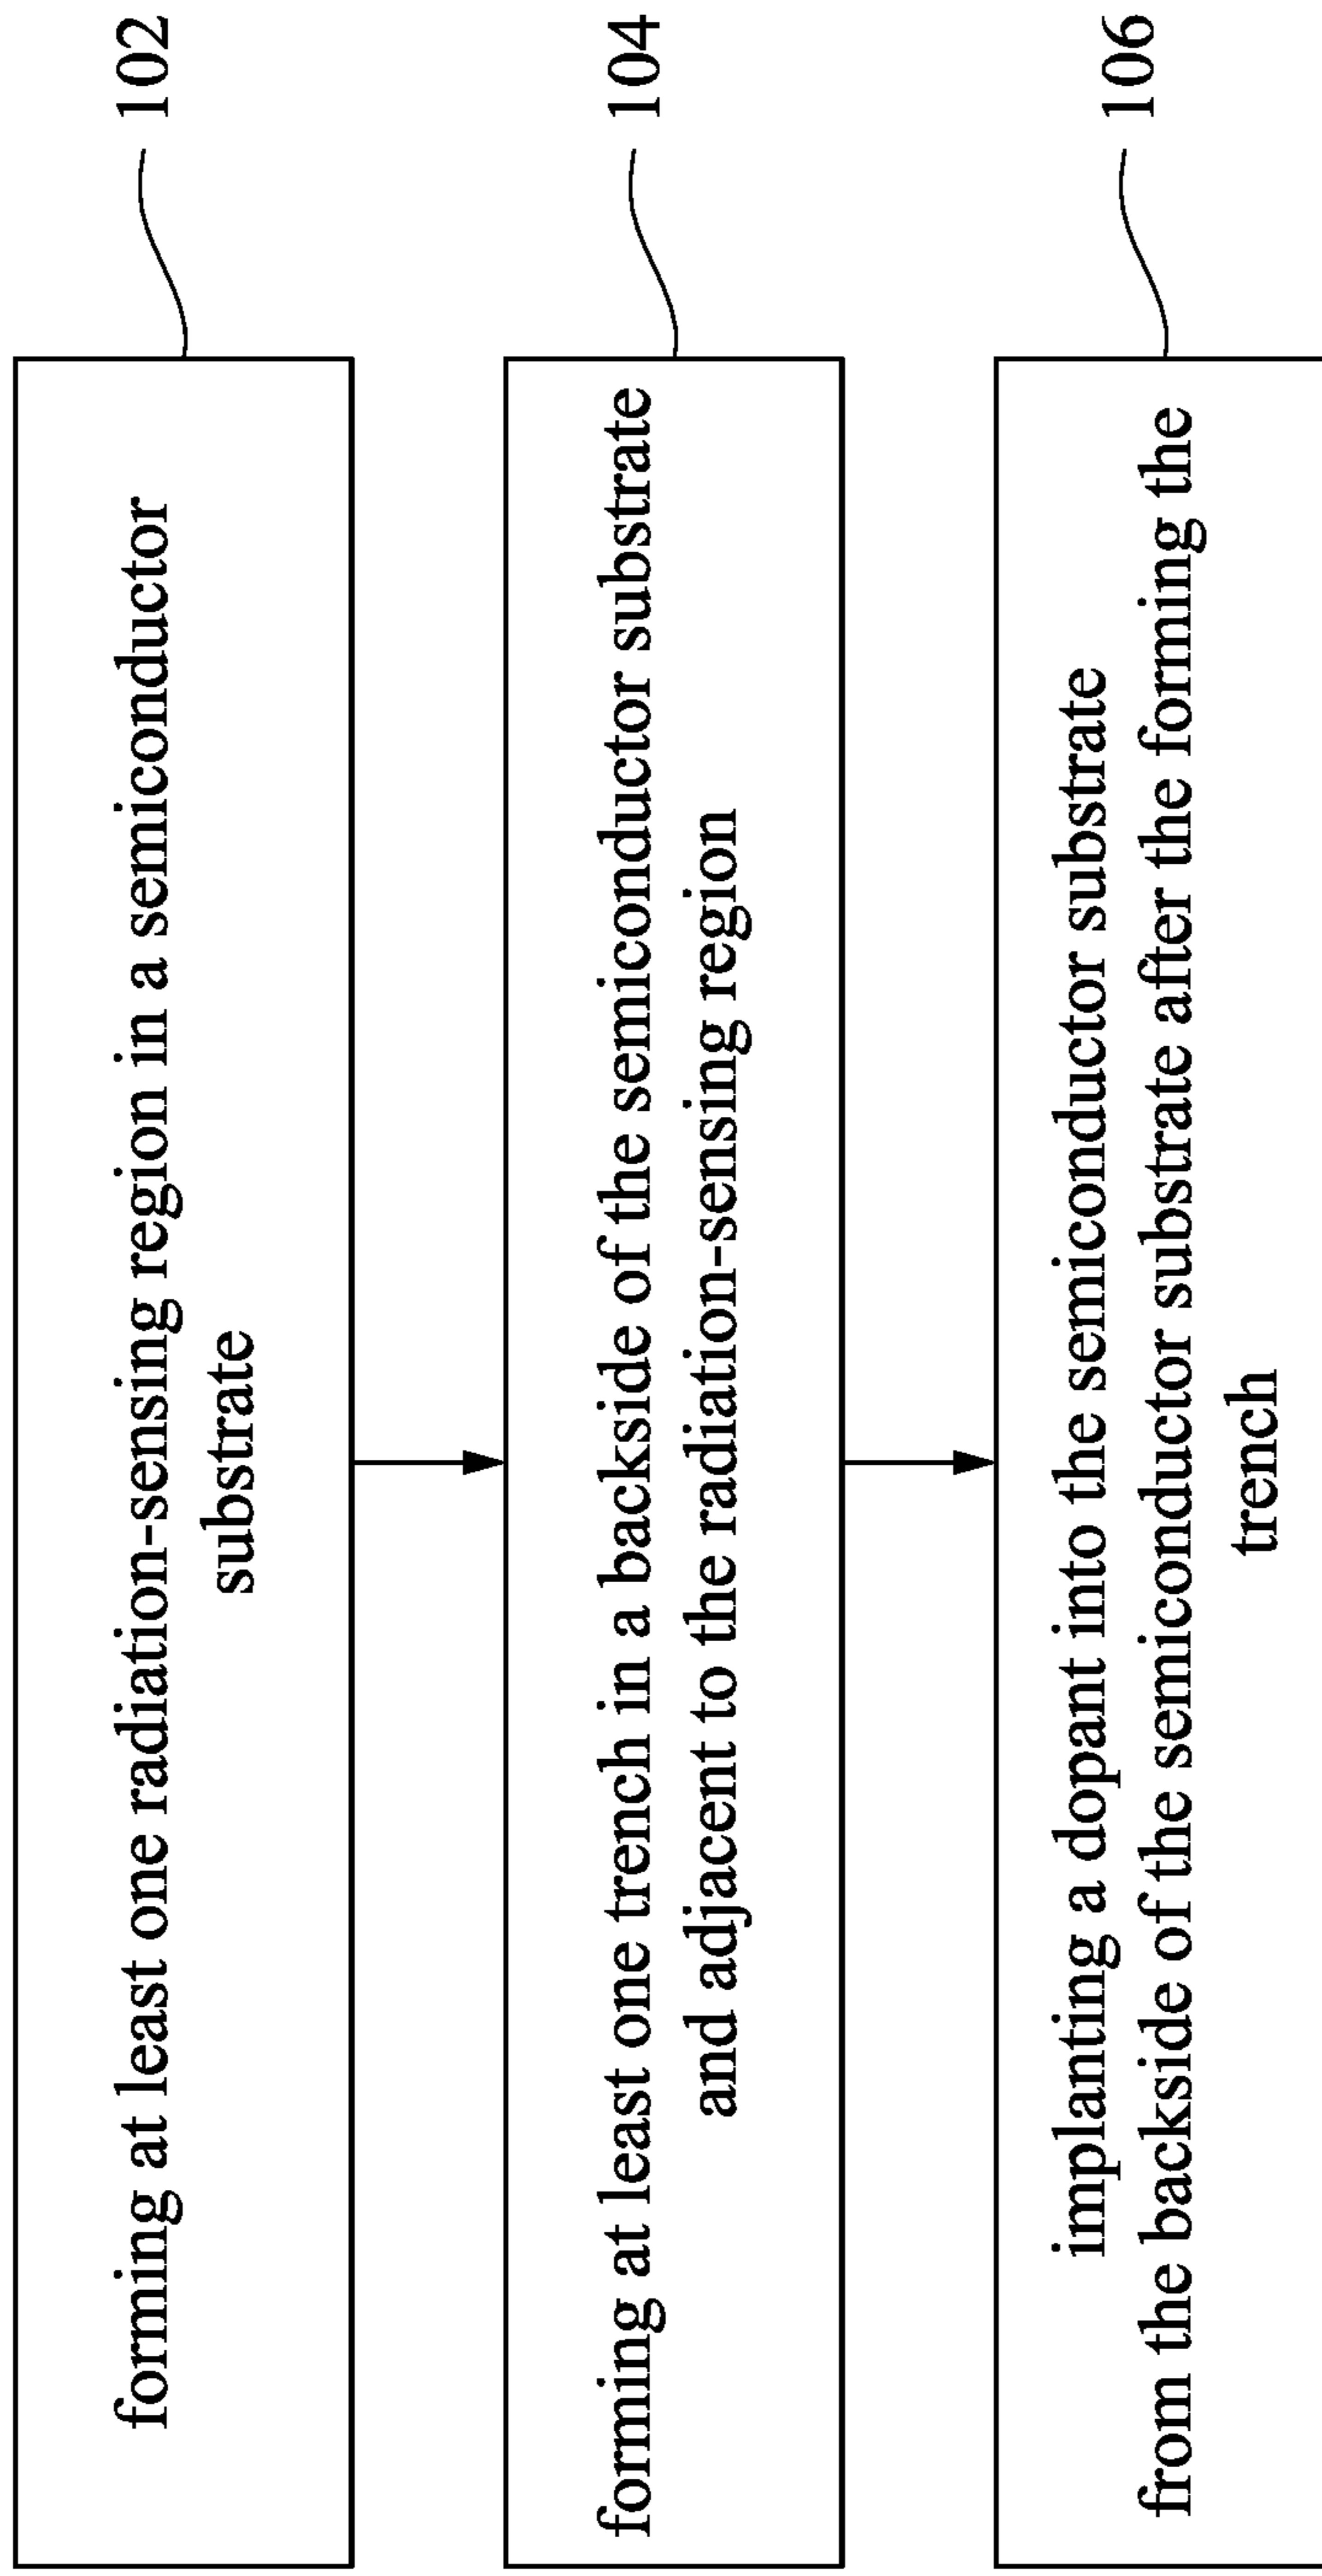 forming at least one radiation-sensing region in a semiconductor
substrate
102
forming at least one trench in a backside of the semiconductor substrate
and adjacent to the radiation-sensing region
104
implanting a dopant into the semiconductor substrate
from the backside of the semiconductor substrate after the forming the
trench
106